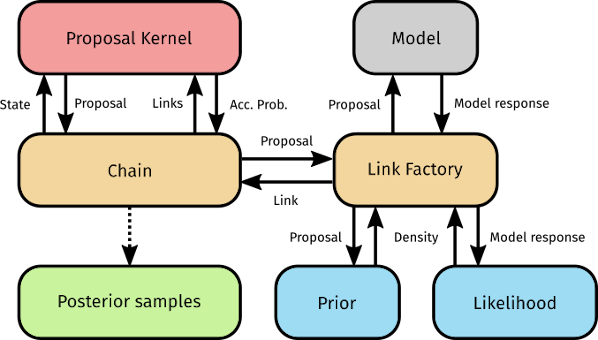 Proposal Kernel
Model
State
Proposal
Links
Acc. Prob.
Proposal
Model response
Chain
Proposal
Link
Link Factory
Proposal
Density
Model response
Posterior samples
Prior
Likelihood